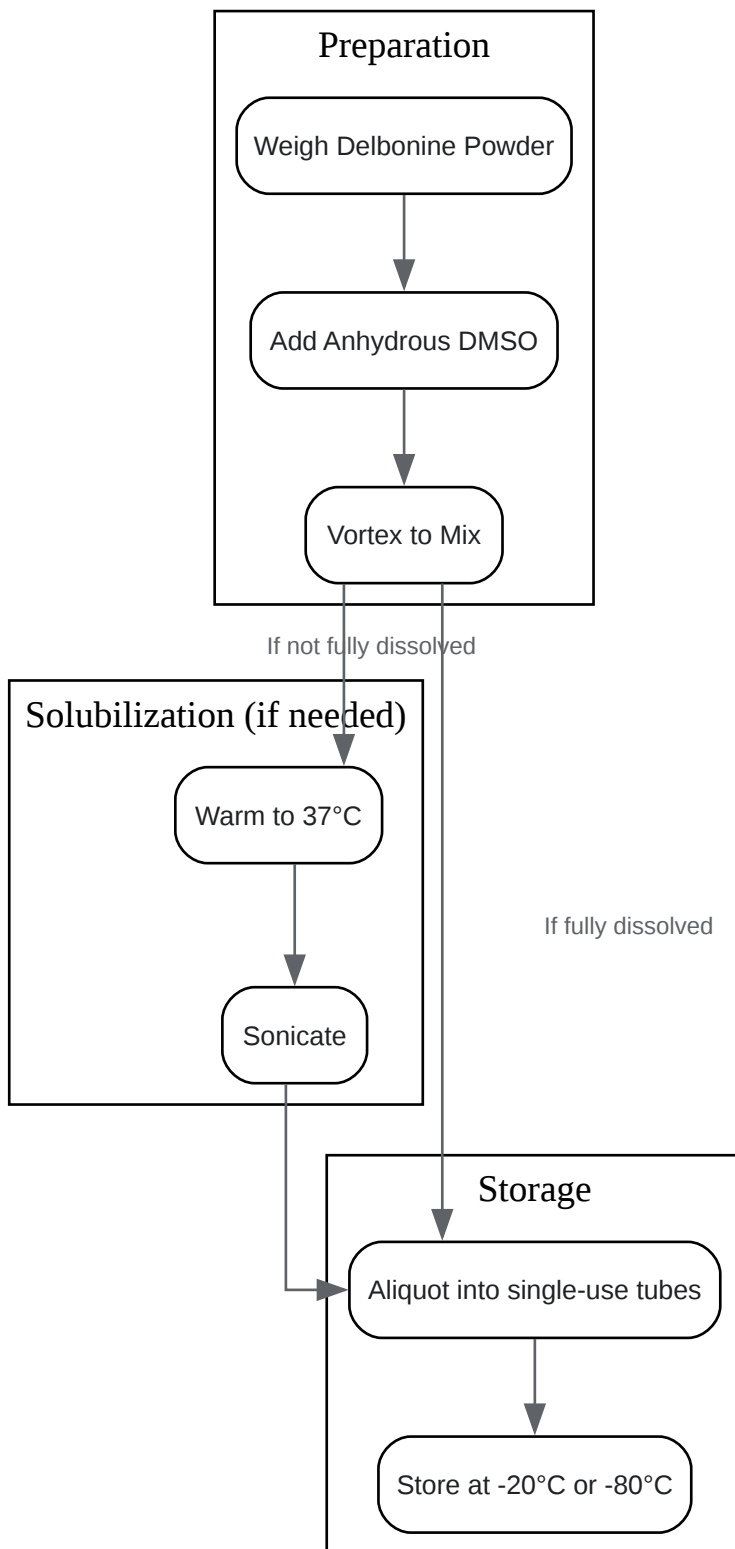 Preparation
Weigh Delbonine Powder
Add Anhydrous DMSO
Vortex to Mix
If not fully dissolved
Solubilization (if needed)
Warm to 37°C
If fully dissolved
Sonicate
Storage
Aliquot into single-use tubes
Store at -20°C or -80°C